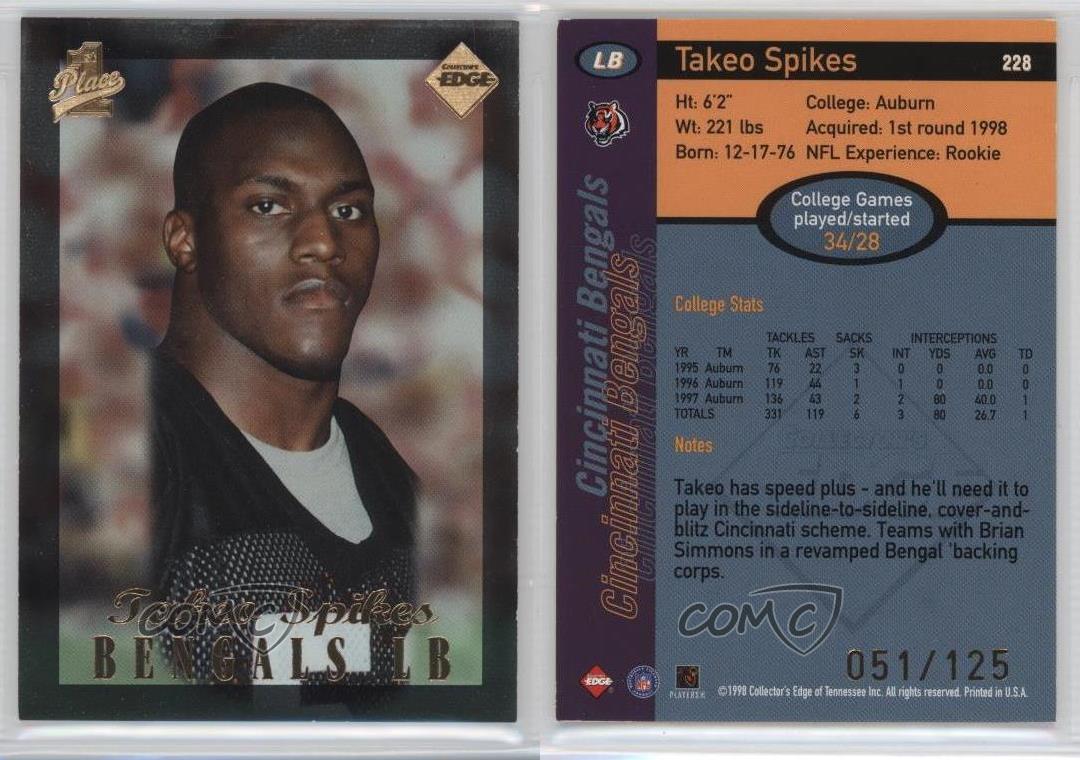 1st
Place
COLLECTOR'S
EDGE
Takeo Spikes
BENGALS LB
COMC
LB
Takeo Spikes
228
Ht: 6'2" College: Auburn
Wt: 221 lbs Acquired: 1st round 1998
Born: 12-17-76 NFL Experience: Rookie
College Games
played/started
34/28
Cincinnati Bengals
Cincinnati Bengals
College Stats
TACKLES SACKS INTERCEPTIONS
YR TM TK AST SK INT YDS AVG TD
1995 Auburn 76 22 3 0 0 0.0 0
1996 Auburn 119 44 1 1 0 0.0 0
1997 Auburn 136 43 2 2 80 40.0 1
TOTALS 331 119 6 3 80 26.7 1
Notes
Takeo has speed plus - and he'll need it to
play in the sideline-to-sideline, cover-and-
blitz Cincinnati scheme. Teams with Brian
Simmons in a revamped Bengal 'backing
corps.
COMC
051/125
EDGE
NFL
PLAYERS INC
©1998 Collector's Edge of Tennessee Inc. All rights reserved. Printed in U.S.A.